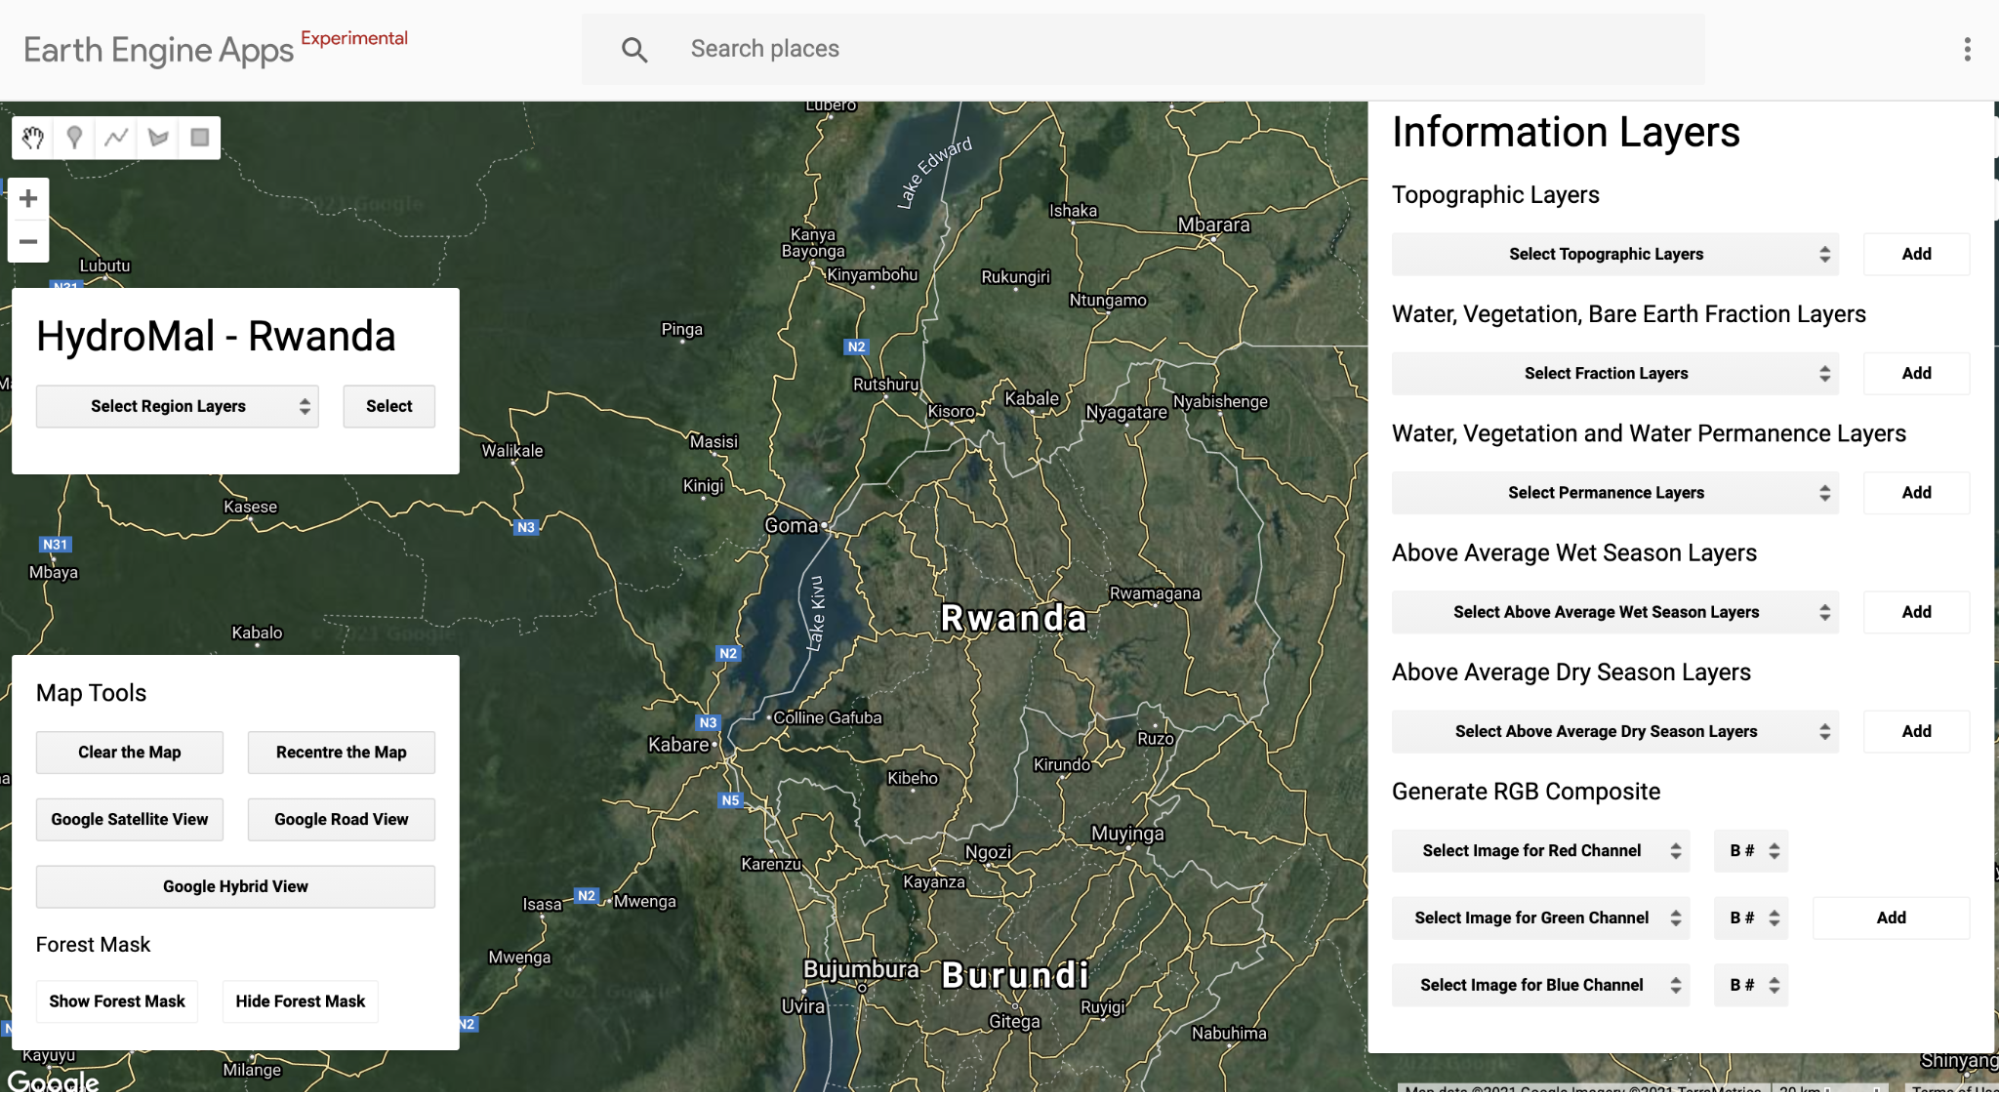 Earth Engine Apps Experimental
Search places
Information Layers
Topographic Layers
Select Topographic Layers
Add
Water, Vegetation, Bare Earth Fraction Layers
Select Fraction Layers
Add
Water, Vegetation and Water Permanence Layers
Select Permanence Layers
Add
Above Average Wet Season Layers
Select Above Average Wet Season Layers
Add
Above Average Dry Season Layers
Select Above Average Dry Season Layers
Add
Generate RGB Composite
Select Image for Red Channel
B #
Select Image for Green Channel
B #
Add
Select Image for Blue Channel
B #
HydroMal - Rwanda
Select Region Layers
Select
Map Tools
Clear the Map
Recentre the Map
Google Satellite View
Google Road View
Google Hybrid View
Forest Mask
Show Forest Mask
Hide Forest Mask
Lubero
Lake Edward
Ishaka
Mbarara
Kanya
Bayonga
Kinyambohu
Rukungiri
Ntungamo
Lubutu
N31
Pinga
N2
Rutshuru
Kisoro
Kabale
Nyagatare
Nyabishenge
Masisi
Walikale
Kinigi
Kasese
N3
Goma
N31
Mbaya
Lake Kivu
Rwamagana
Rwanda
Kabalo
© 2021 Google
N2
N3
Colline Gafuba
Kabare
Ruzo
Kirundo
Kibeho
N5
Muyinga
Ngozi
Karenzu
Kayanza
N2
Isasa
Mwenga
Mwenga
Bujumbura
Burundi
Uvira
Gitega
Ruyigi
Nabuhima
N2
Kayuyu
Milange
Google
Shinyang
Map data ©2021 Google Imagery ©2021 TerraMetrics
20 km
Terms of Use